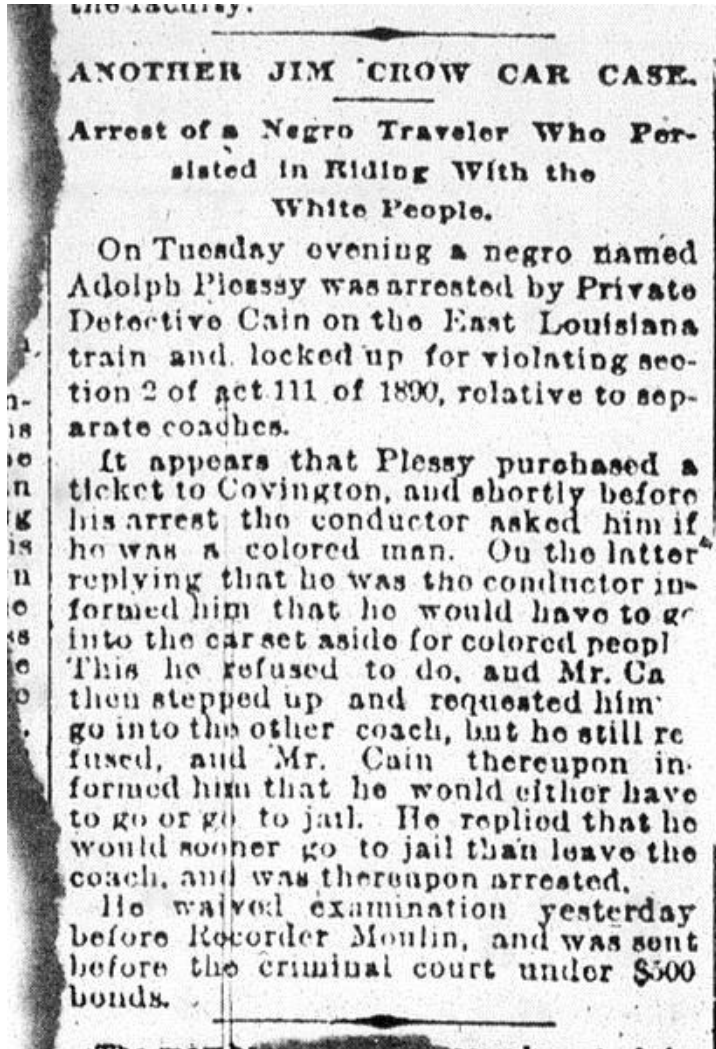 the faculty.
ANOTHER JIM CROW CAR CASE.
Arrest of a Negro Traveler Who Per-
sisted in Riding With the
White People.
On Tuesday evening a negro named
Adolph Plesssy was arrested by Private
Detective Cain on the East Louisiana
train and locked up for violating sec-
tion 2 of act 111 of 1890, relative to sep-
arate coaches.
It appears that Plessy purchased a
ticket to Covington, and shortly before
his arrest the conductor asked him if
he was a colored man. On the latter
replying that he was the conductor in-
formed him that he would have to go
into the car set aside for colored peopl
This he refused to do, and Mr. Ca
then stepped up and requested him
go into the other coach, but he still re
fused, and Mr. Cain thereupon in-
formed him that he would either have
to go or go to jail. He replied that he
would sooner go to jail than leave the
coach, and was thereupon arrested.
He waived examination yesterday
before Recorder Moulin, and was sent
before the criminal court under $500
bonds.